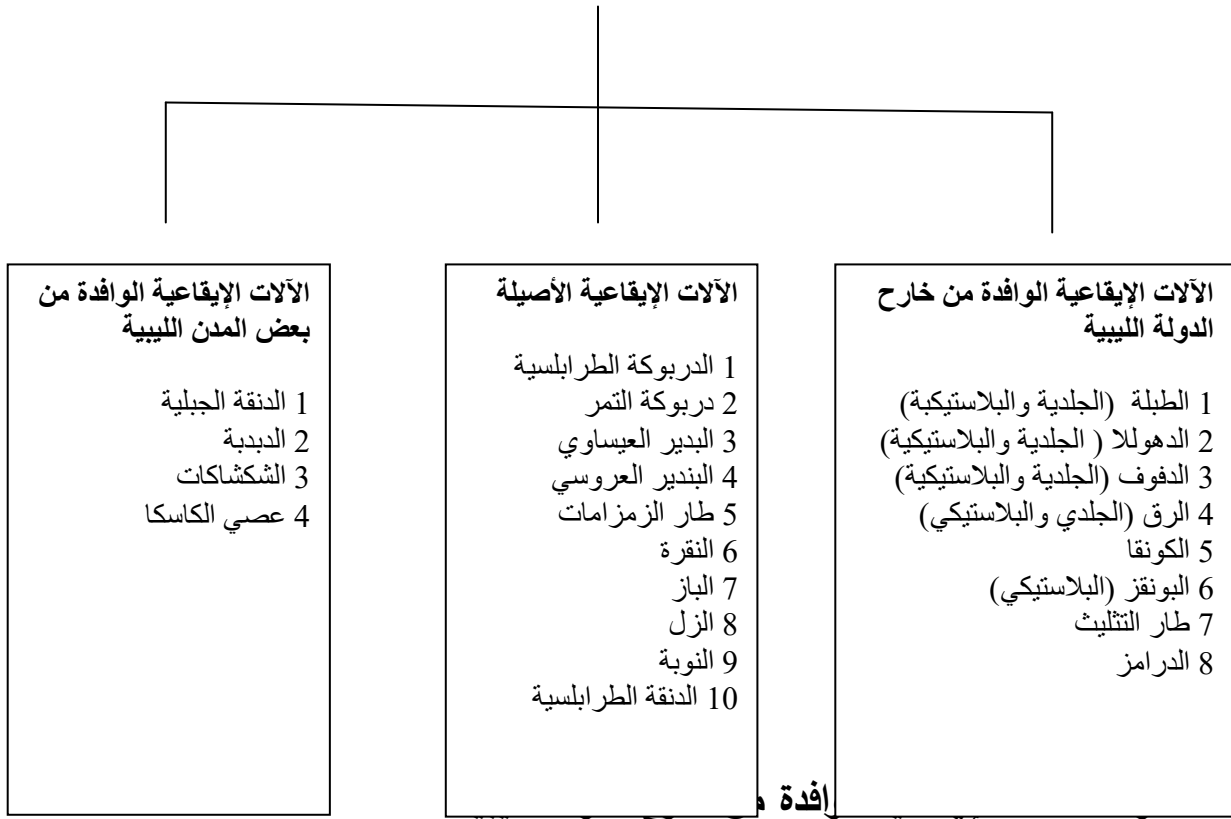 الآلات الإيقاعية الوافدة من خارح
الدولة الليبية
1 الطبلة (الجلدية والبلاستيكبة)
2 الدهوللا ( الجلدية والبلاستيكية)
3 الدفوف (الجلدية والبلاستيكية)
4 الرق (الجلدي والبلاستيكي)
5 الكونقا
6 البونقز (البلاستيكي)
7 طار التثليث
8 الدرامز
الآلات الإيقاعية الأصيلة
1 الدربوكة الطرابلسية
2 دربوكة التمر
3 البدير العيساوي
4 البندير العروسي
5 طار الزمزامات
6 النقرة
7 الباز
8 الزل
9 النوبة
10 الدنقة الطرابلسية
الآلات الإيقاعية الوافدة من
بعض المدن الليبية
1 الدنقة الجبلية
2 الدبدبة
3 الشكشاكات
4 عصي الكاسكا